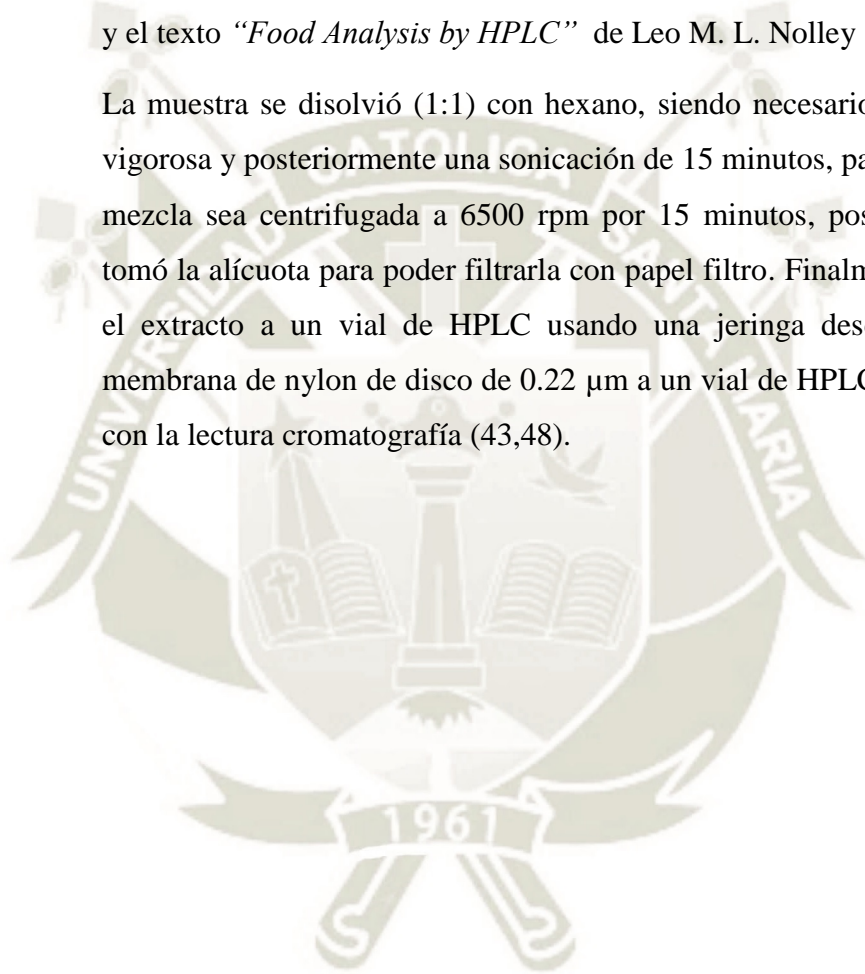 y el texto “Food Analysis by HPLC” de Leo M. L. Nolley
La muestra se disolvió (1:1) con hexano, siendo necesario
vigorosa y posteriormente una sonicación de 15 minutos, pa
mezcla sea centrifugada a 6500 rpm por 15 minutos, pos
tomó la alícuota para poder filtrarla con papel filtro. Finalm
el extracto a un vial de HPLC usando una jeringa des
membrana de nylon de disco de 0.22 µm a un vial de HPLC
con la lectura cromatografía (43,48).
UNIVERSIDAD CATOLICA SANTA MARIA
1961